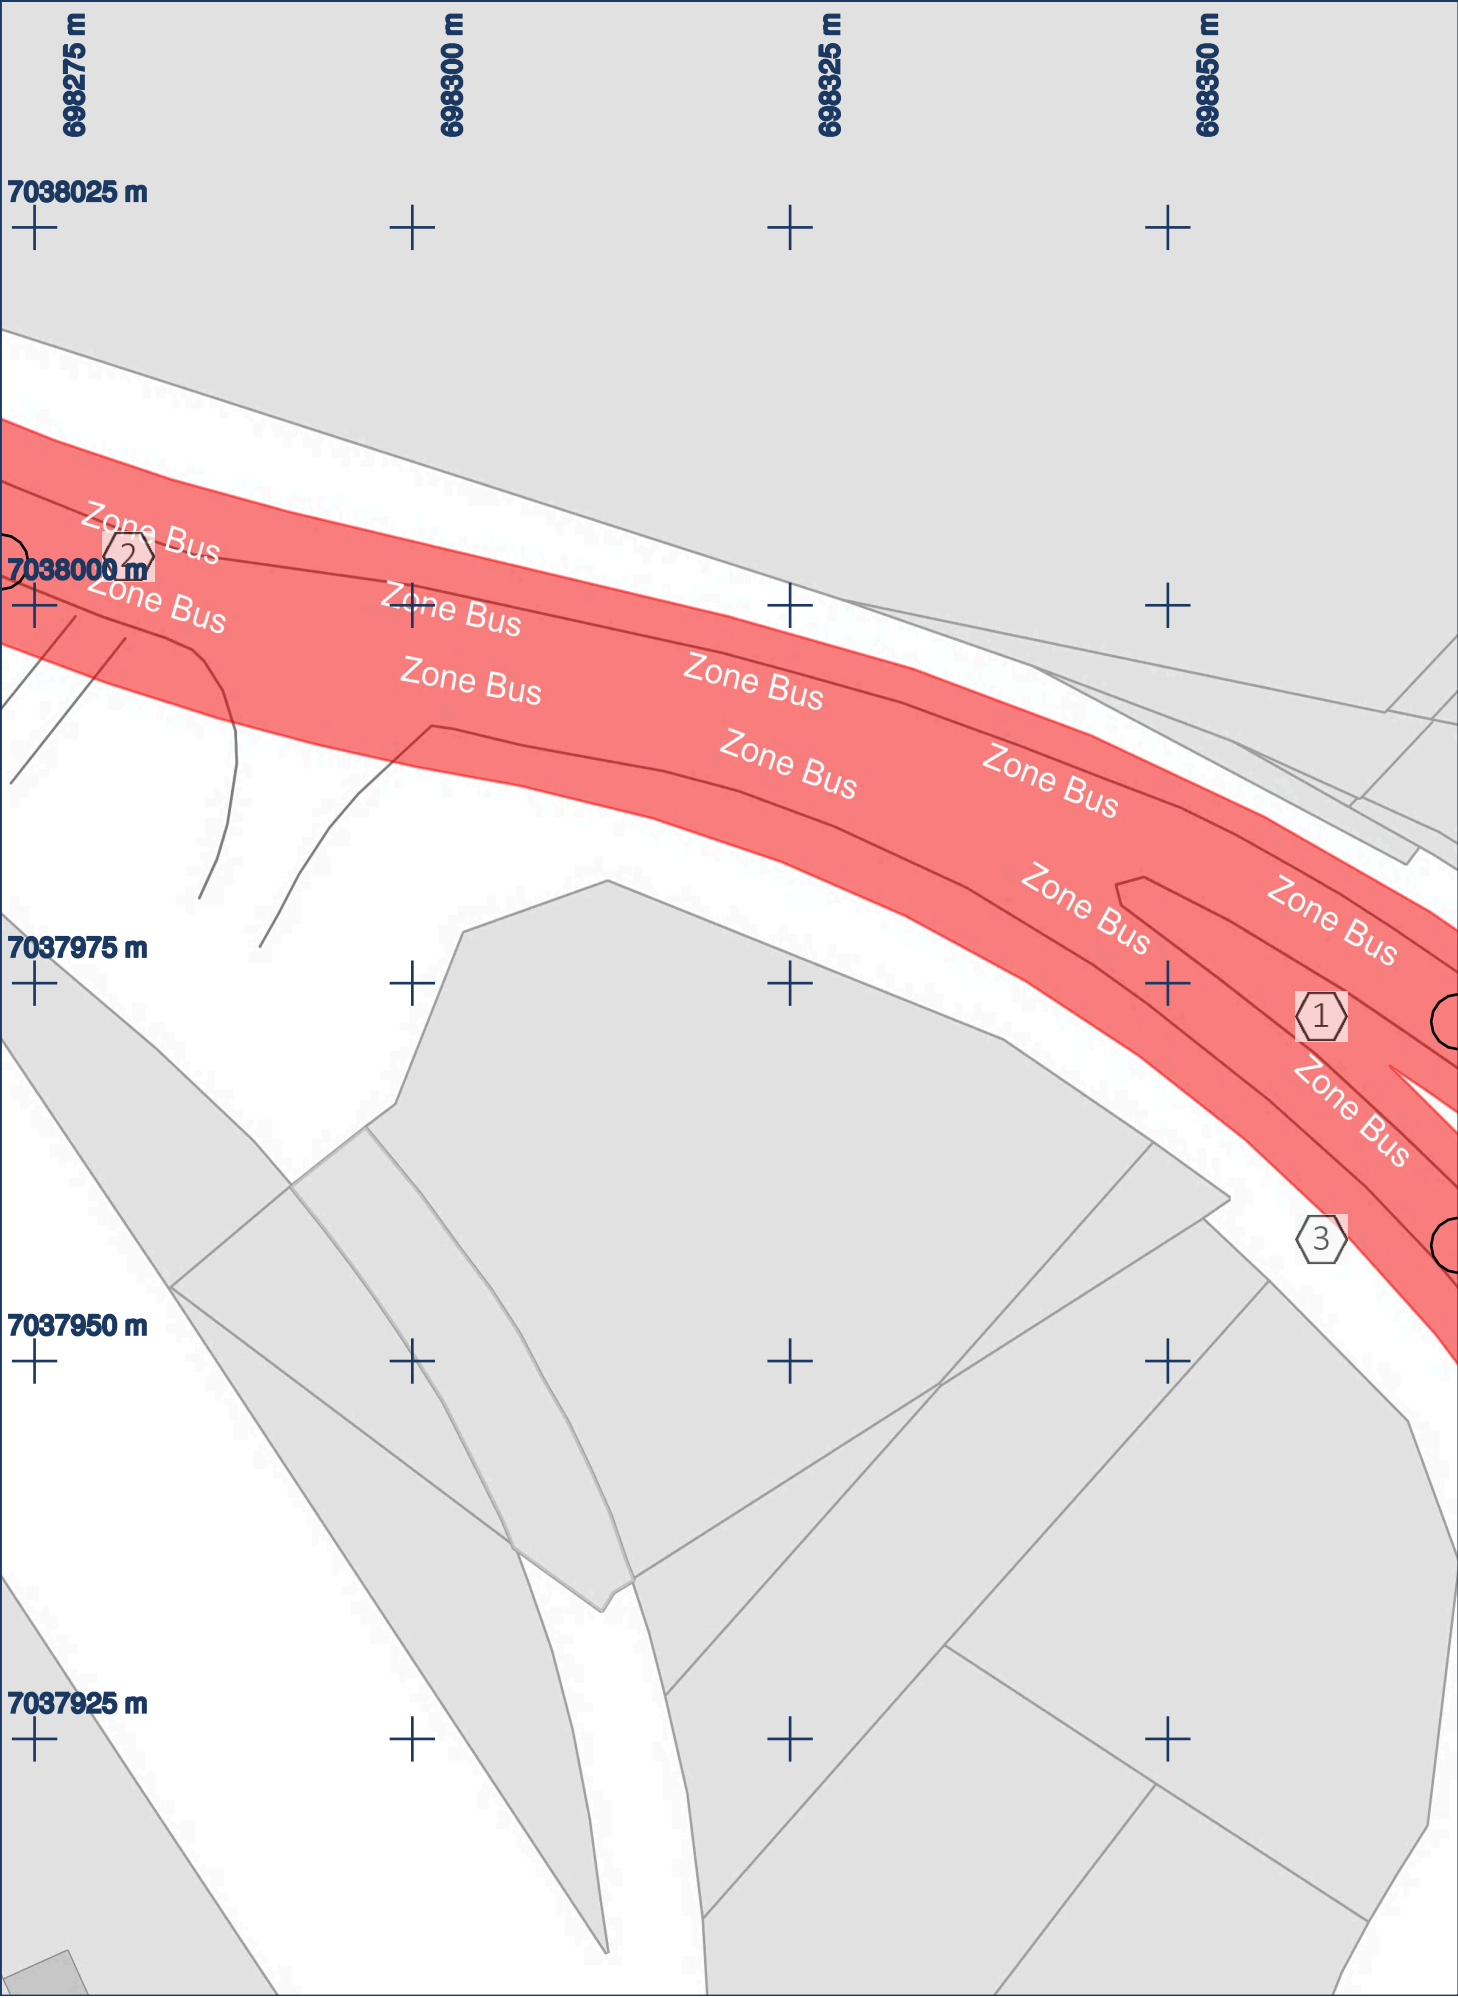 698275 m
698300 m
698325 m
698350 m
7038025 m
Zone Bus
2
7038000 m
Zone Bus
Zone Bus
Zone Bus
Zone Bus
Zone Bus
Zone Bus
Zone Bus
Zone Bus
7037975 m
1
Zone Bus
3
7037950 m
7037925 m